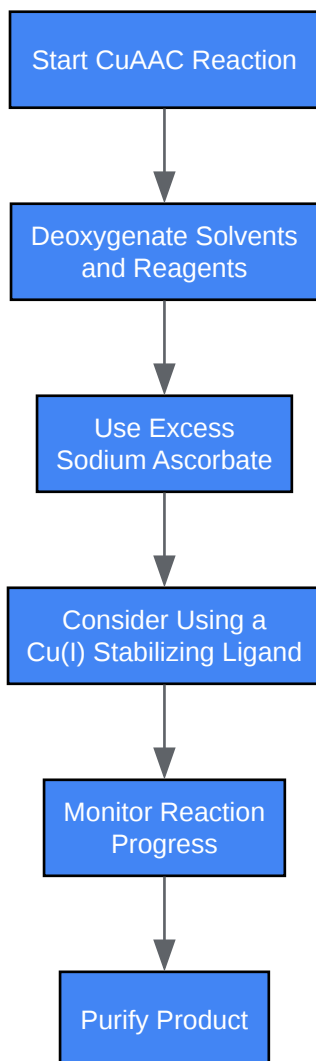 Start CuAAC Reaction
Deoxygenate Solvents
and Reagents
Use Excess
Sodium Ascorbate
Consider Using a
Cu(I) Stabilizing Ligand
Monitor Reaction
Progress
Purify Product